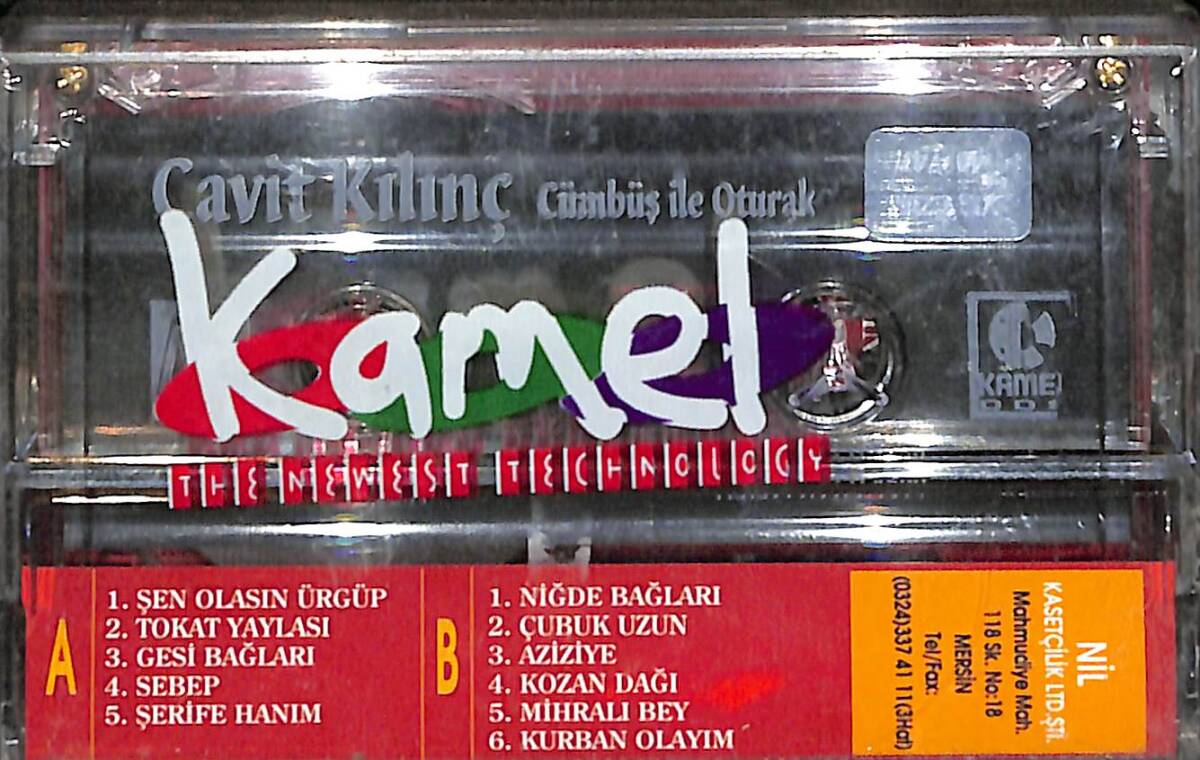 Cavit Kılınç Cümbüş ile Oturak
Kamel
THE NEWEST TECHNOLOGY
KAMEL
A
1. ŞEN OLASIN ÜRGÜP
2. TOKAT YAYLASI
3. GESİ BAĞLARI
4. SEBEP
5. ŞERİFE HANIM
B
1. NİĞDE BAĞLARI
2. ÇUBUK UZUN
3. AZİZİYE
4. KOZAN DAĞI
5. MİHRALI BEY
6. KURBAN OLAYIM
NİL
KASETÇİLİK LTD.ŞTİ.
Mahmudiye Mah.
118 Sk. No:18
MERSİN
Tel/Fax:
(0324)337 41 11(3Hat)